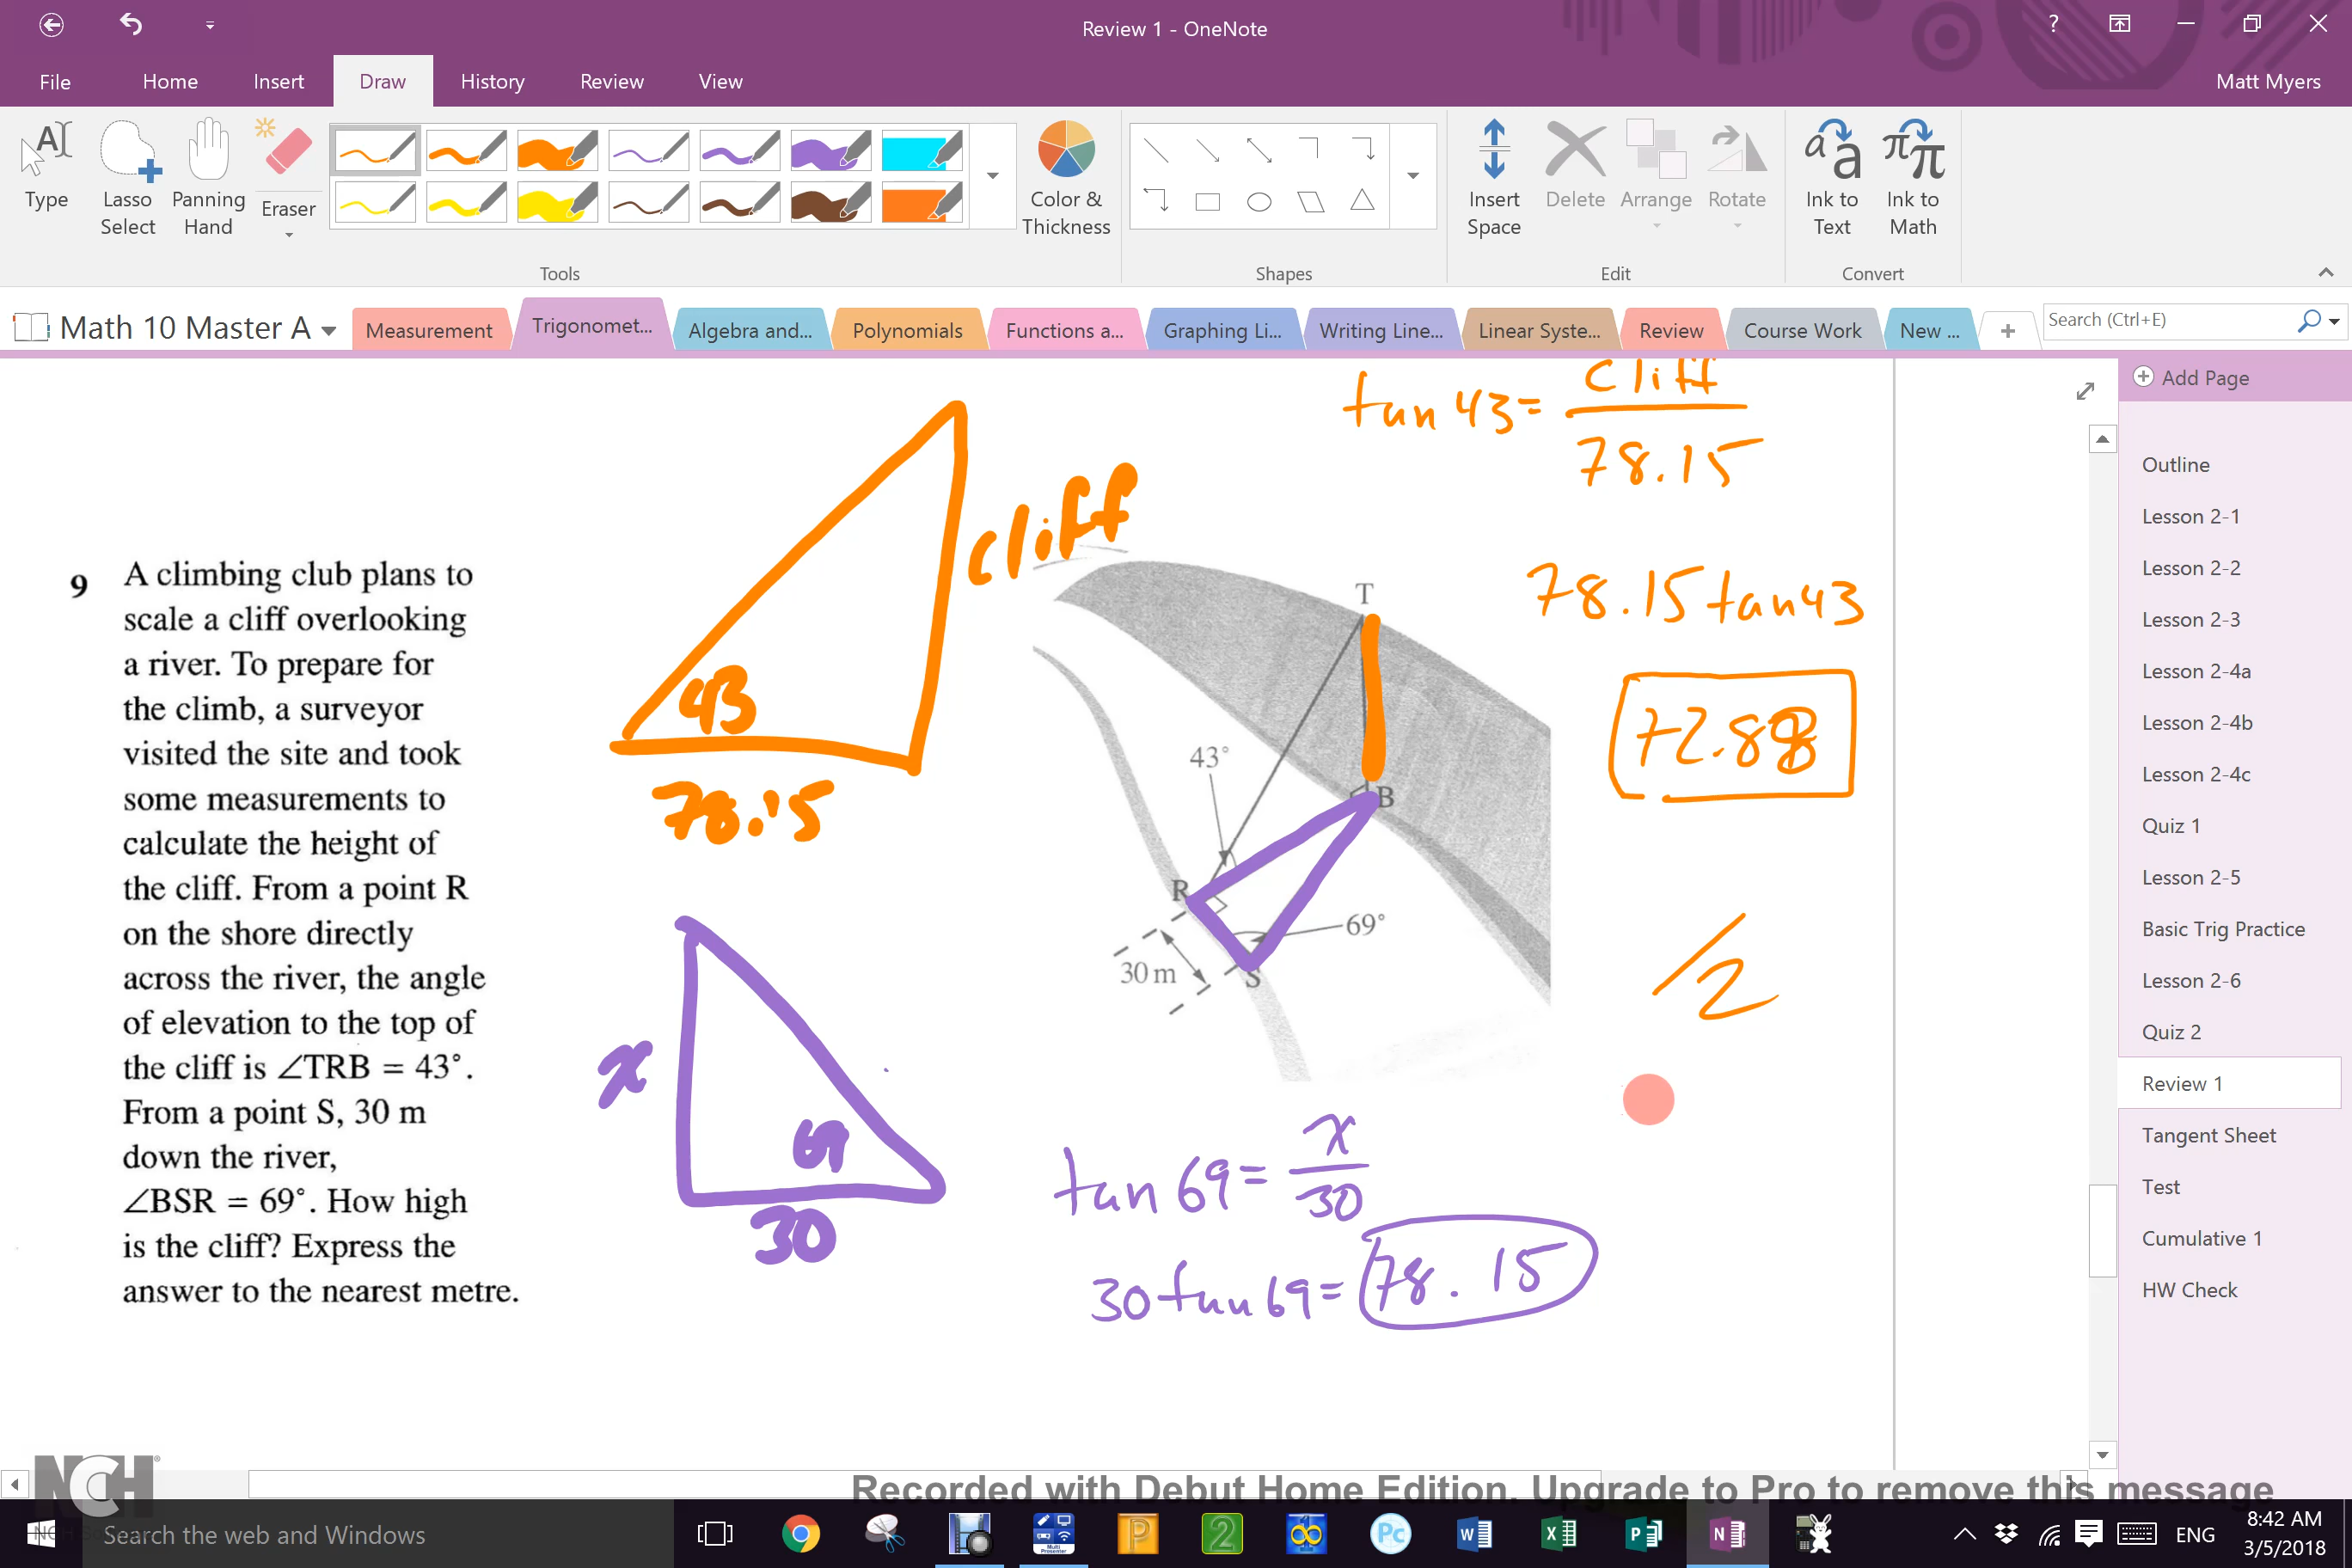 Review 1 - OneNote
?
File Home Insert Draw History Review View
Matt Myers
Type
Lasso Select
Panning Hand
Eraser
Color & Thickness
Insert Space
Delete
Arrange
Rotate
Ink to Text
Ink to Math
Tools
Shapes
Edit
Convert
Math 10 Master A
Measurement
Trigonomet...
Algebra and...
Polynomials
Functions a...
Graphing Li...
Writing Line...
Linear Syste...
Review
Course Work
New ...
+
Search (Ctrl+E)
Add Page
Outline
Lesson 2-1
Lesson 2-2
Lesson 2-3
Lesson 2-4a
Lesson 2-4b
Lesson 2-4c
Quiz 1
Lesson 2-5
Basic Trig Practice
Lesson 2-6
Quiz 2
Review 1
Tangent Sheet
Test
Cumulative 1
HW Check
9 A climbing club plans to
scale a cliff overlooking
a river. To prepare for
the climb, a surveyor
visited the site and took
some measurements to
calculate the height of
the cliff. From a point R
on the shore directly
across the river, the angle
of elevation to the top of
the cliff is ∠TRB = 43°.
From a point S, 30 m
down the river,
∠BSR = 69°. How high
is the cliff? Express the
answer to the nearest metre.
cliff
43
78.15
x
69
30
tan 43 = cliff / 78.15
78.15 tan 43
72.88
/2
T
43°
B
R
69°
30 m
S
tan 69 = x / 30
30 tan 69 = 78.15
NCH
Recorded with Debut Home Edition. Upgrade to Pro to remove this message
Search the web and Windows
ENG
8:42 AM
3/5/2018